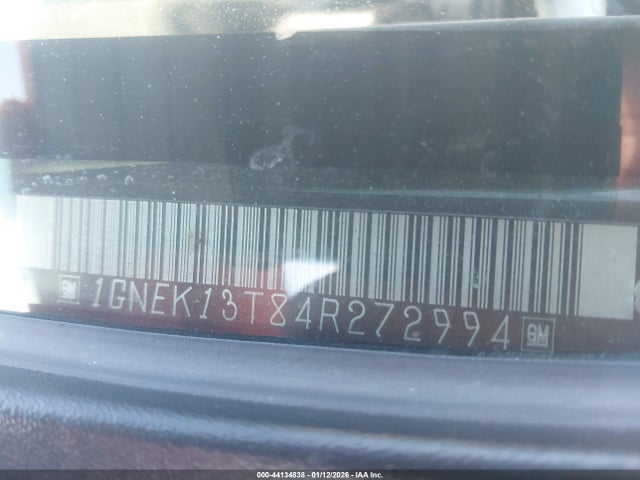 GM 1GNEK13T84R272994 GM
000-44134838 - 01/12/2026 - IAA Inc.